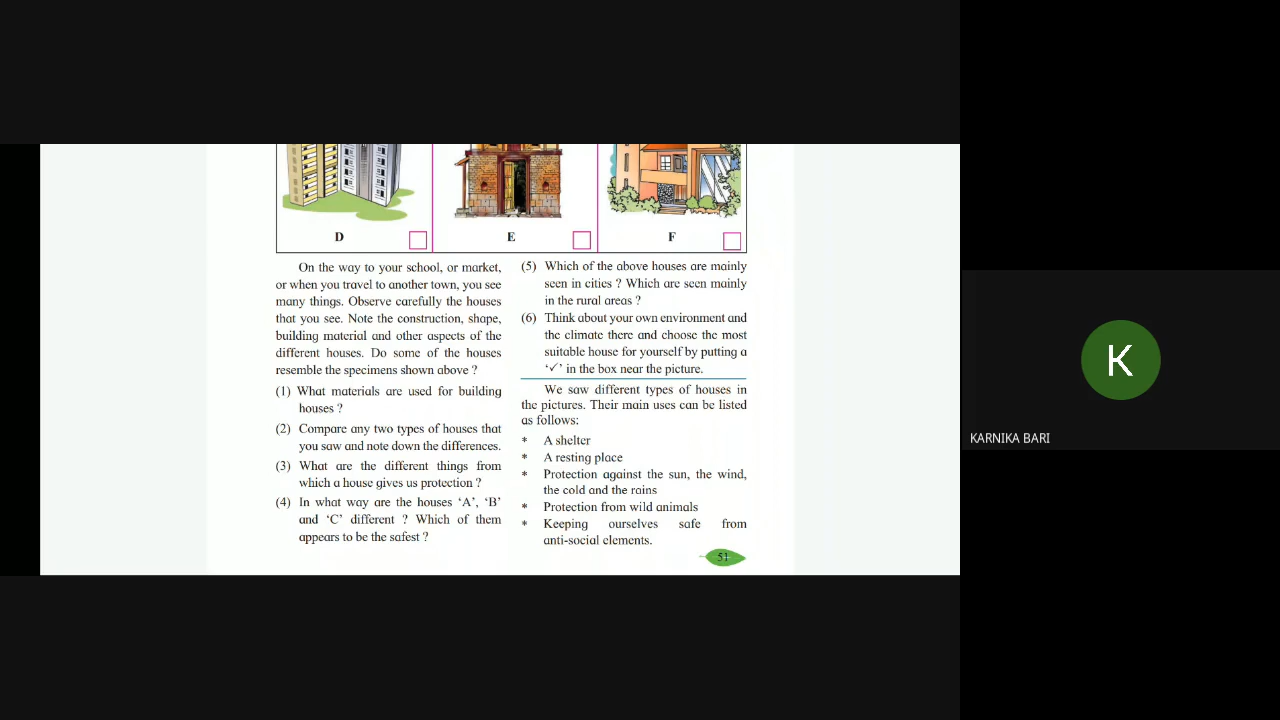 D
E
F
On the way to your school, or market,
or when you travel to another town, you see
many things. Observe carefully the houses
that you see. Note the construction, shape,
building material and other aspects of the
different houses. Do some of the houses
resemble the specimens shown above ?
(1) What materials are used for building
houses ?
(2) Compare any two types of houses that
you saw and note down the differences.
(3) What are the different things from
which a house gives us protection ?
(4) In what way are the houses ‘A’, ‘B’
and ‘C’ different ? Which of them
appears to be the safest ?
(5) Which of the above houses are mainly
seen in cities ? Which are seen mainly
in the rural areas ?
(6) Think about your own environment and
the climate there and choose the most
suitable house for yourself by putting a
‘✓’ in the box near the picture.
We saw different types of houses in
the pictures. Their main uses can be listed
as follows:
* A shelter
* A resting place
* Protection against the sun, the wind,
the cold and the rains
* Protection from wild animals
* Keeping ourselves safe from
anti-social elements.
51
K
KARNIKA BARI